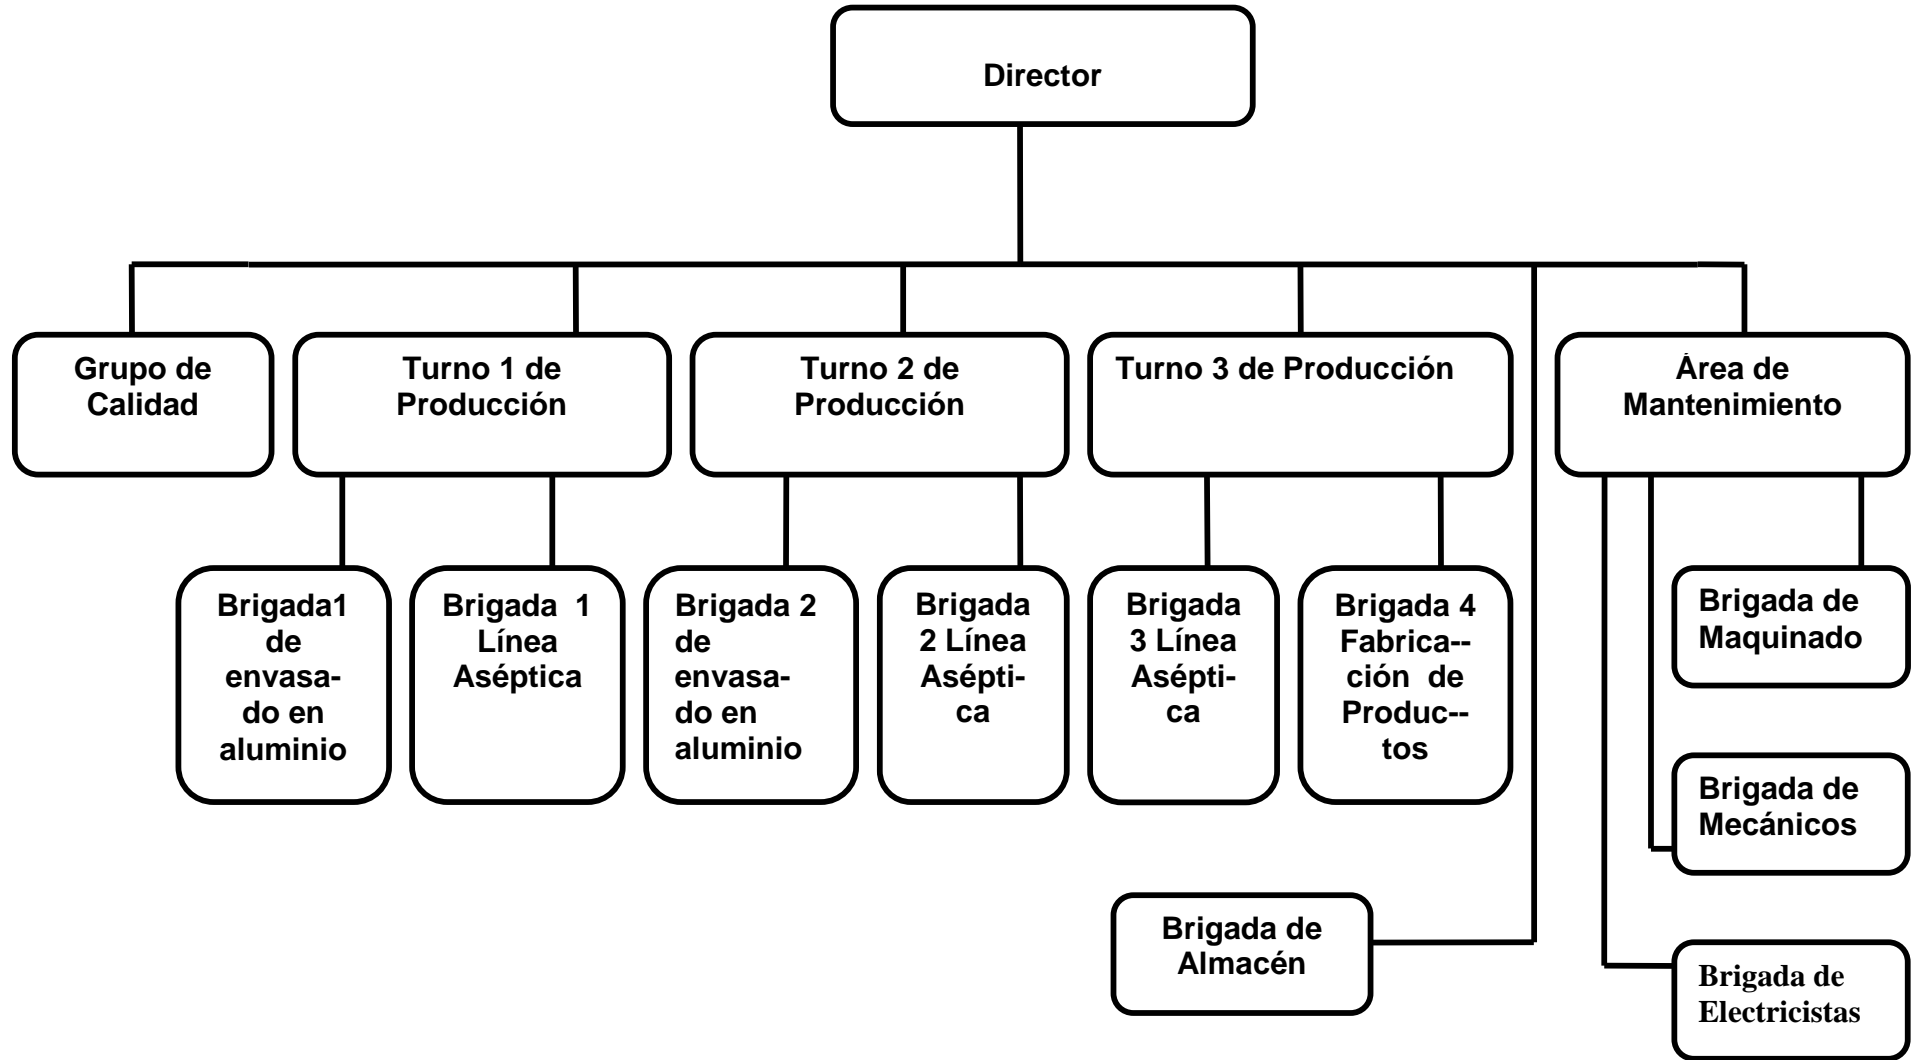 Director
Grupo de
Calidad
Turno 1 de
Producción
Turno 2 de
Producción
Turno 3 de Producción
Área de
Mantenimiento
Brigada1
de
envasa-
do en
aluminio
Brigada 1
Línea
Aséptica
Brigada 2
de
envasa-
do en
aluminio
Brigada
2 Línea
Asépti-
ca
Brigada
3 Línea
Asépti-
ca
Brigada 4
Fabrica--
ción de
Produc--
tos
Brigada de
Maquinado
Brigada de
Mecánicos
Brigada de
Almacén
Brigada de
Electricistas